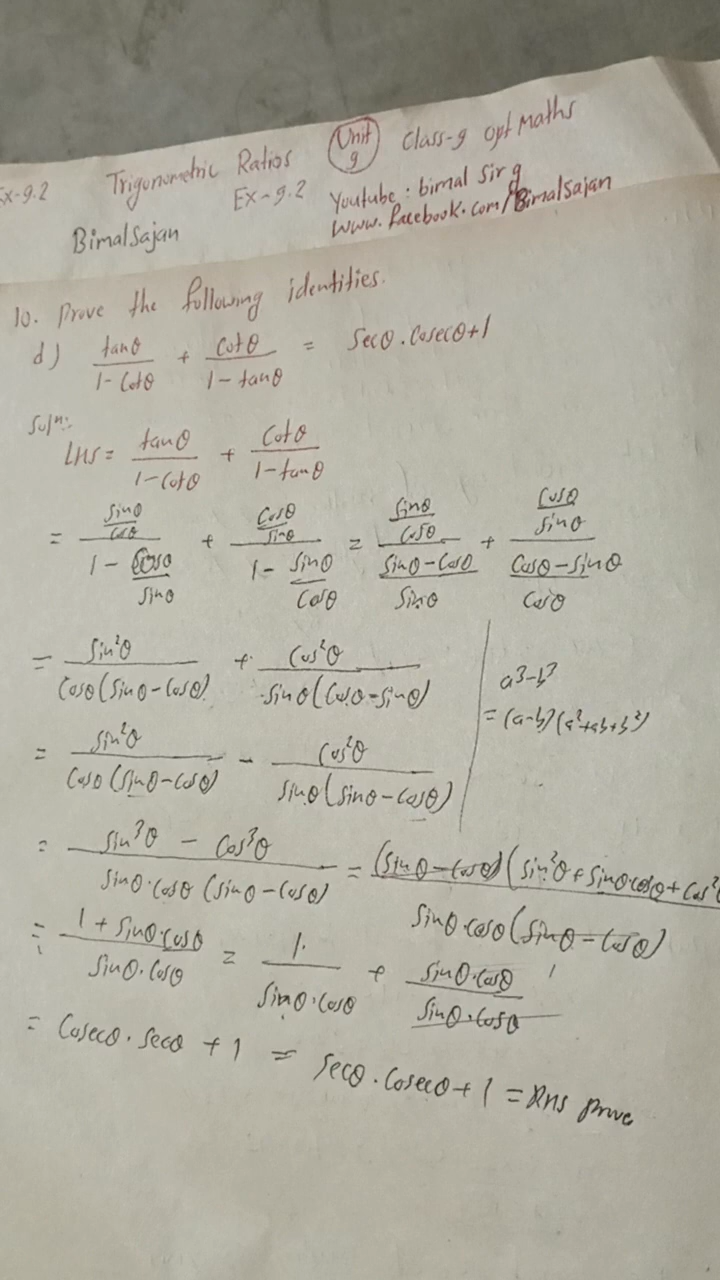 Ex-9.2 Trigonometric Ratios Ex-9.2 Unit 9 Class-9 Opt Maths
BimalSajan Youtube: bimal Sir g
www.facebook.com/Bimalsajan
10. Prove the following identities.
d) tanθ/(1-Cotθ) + Cotθ/(1-tanθ) = Secθ.Cosecθ+1
Solⁿ:
LHS = tanθ/(1-Cotθ) + Cotθ/(1-tanθ)
= (Sinθ/Cosθ)/(1-Cosθ/Sinθ) + (Cosθ/Sinθ)/(1-Sinθ/Cosθ) = (Sinθ/Cosθ)/((Sinθ-Cosθ)/Sinθ) + (Cosθ/Sinθ)/((Cosθ-Sinθ)/Cosθ)
= Sin²θ/(Cosθ(Sinθ-Cosθ)) + Cos²θ/(Sinθ(Cosθ-Sinθ))
a³-b³
= (a-b)(a²+ab+b²)
= Sin²θ/(Cosθ(Sinθ-Cosθ)) - Cos²θ/(Sinθ(Sinθ-Cosθ))
= (Sin³θ - Cos³θ)/(Sinθ.Cosθ(Sinθ-Cosθ)) = (Sinθ-Cosθ)(Sin²θ+Sinθ.Cosθ+Cos²θ/(Sinθ.Cosθ(Sinθ-Cosθ))
= (1+Sinθ.Cosθ)/(Sinθ.Cosθ) = 1/(Sinθ.Cosθ) + (Sinθ.Cosθ)/(Sinθ.Cosθ)
= Cosecθ.Secθ+1 = Secθ.Cosecθ+1 = RHS prove